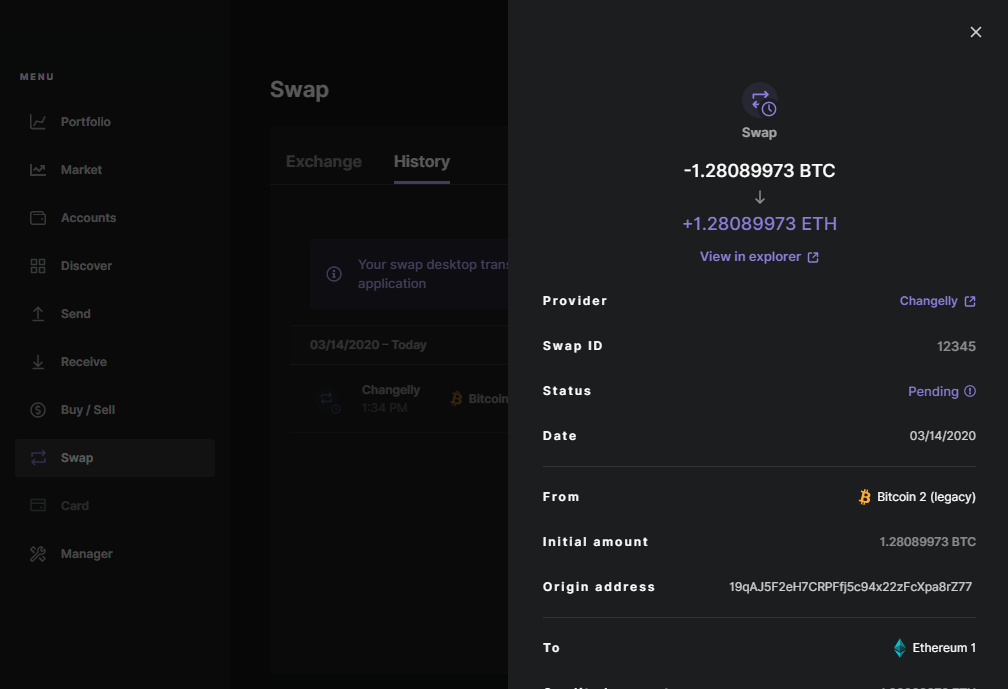 MENU
Portfolio
Market
Accounts
Discover
Send
Receive
Buy / Sell
Swap
Card
Manager
Swap
Exchange
History
Your swap desktop
application
03/14/2020 – Today
Changelly
1:34 PM
Bitcoin
Swap
-1.28089973 BTC
+1.28089973 ETH
View in explorer
Provider Changelly
Swap ID 12345
Status Pending
Date 03/14/2020
From Bitcoin 2 (legacy)
Initial amount 1.28089973 BTC
Origin address 19qAJ5F2eH7CRPFfj5c94x22zFcXpa8rZ77
To Ethereum 1